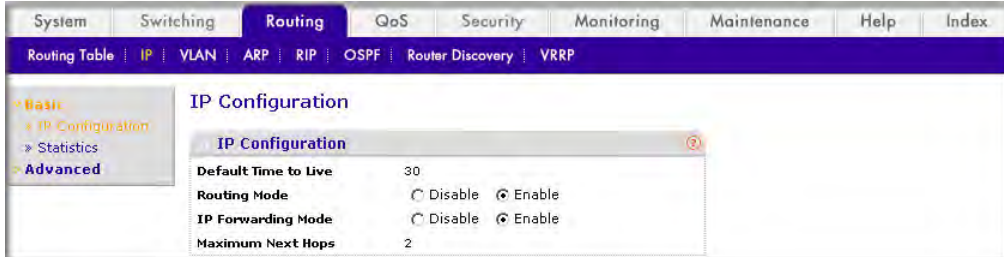 System Switching Routing QoS Security Monitoring Maintenance Help Index
Routing Table IP VLAN ARP RIP OSPF Router Discovery VRRP
Basic
» IP Configuration
» Statistics
Advanced
IP Configuration
IP Configuration ?
Default Time to Live 30
Routing Mode Disable Enable
IP Forwarding Mode Disable Enable
Maximum Next Hops 2